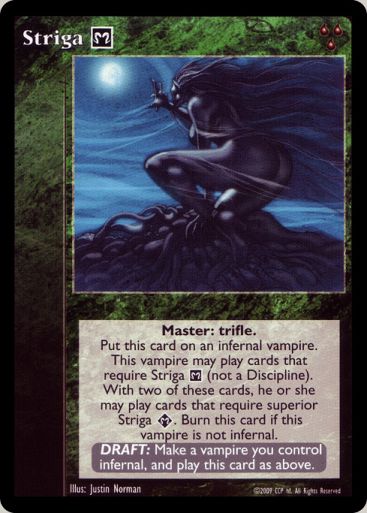 Striga
Master: trifle.
Put this card on an infernal vampire.
This vampire may play cards that
require Striga (not a Discipline).
With two of these cards, he or she
may play cards that require superior
Striga . Burn this card if this
vampire is not infernal.
DRAFT: Make a vampire you control
infernal, and play this card as above.
Illus: Justin Norman
©2009 CCP hf. All Rights Reserved